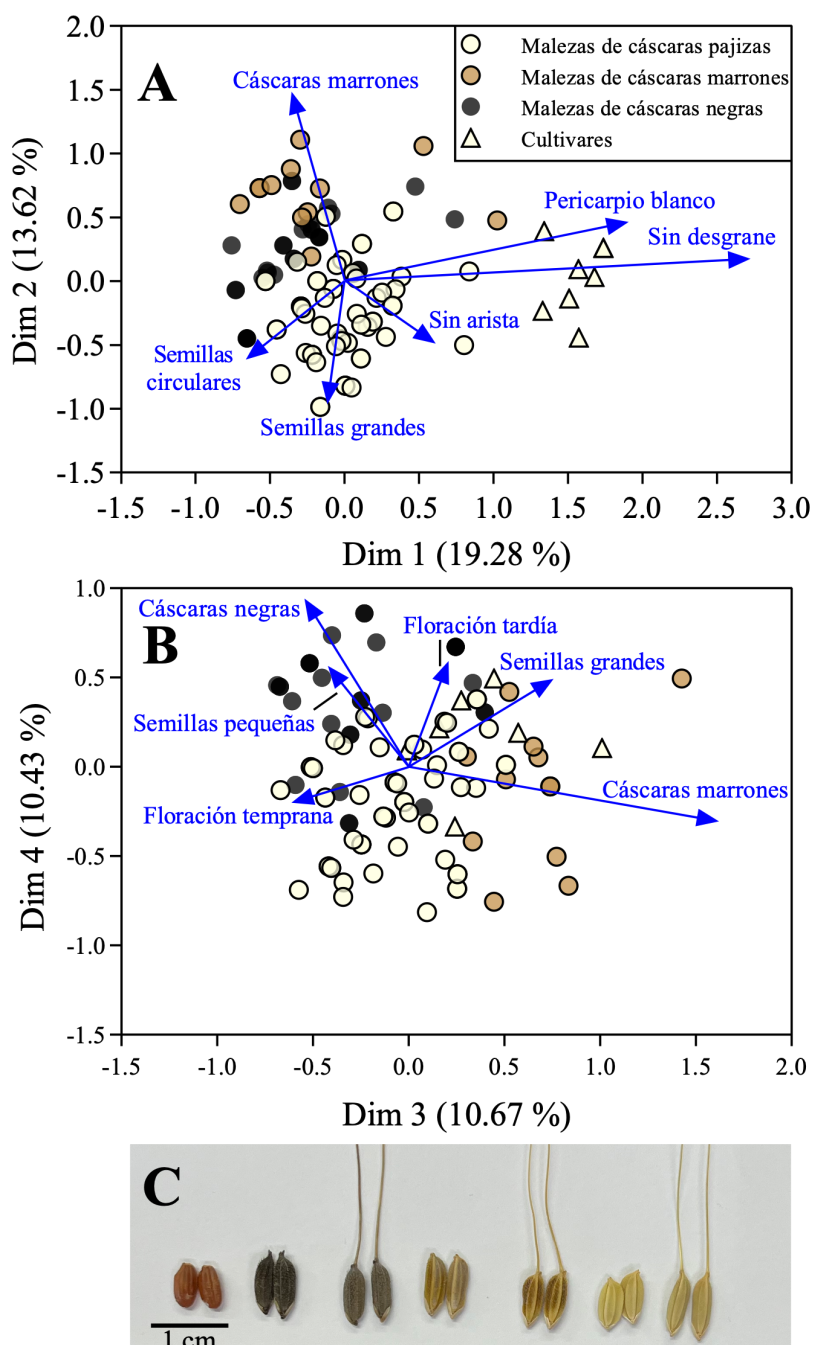 2.0
1.5
1.0
0.5
0.0
-0.5
-1.0
-1.5
Dim 2 (13.62 %)
A
Malezas de cáscaras pajizas
Malezas de cáscaras marrones
Malezas de cáscaras negras
Cultivares
Cáscaras marrones
Pericarpio blanco
Sin desgrane
Sin arista
Semillas
circulares
Semillas grandes
-1.5 -1.0 -0.5 0.0 0.5 1.0 1.5 2.0 2.5 3.0
Dim 1 (19.28 %)
1.0
0.5
0.0
-0.5
-1.0
-1.5
Dim 4 (10.43 %)
B
Cáscaras negras
Floración tardía
Semillas grandes
Semillas pequeñas
Cáscaras marrones
Floración temprana
-1.5 -1.0 -0.5 0.0 0.5 1.0 1.5 2.0
Dim 3 (10.67 %)
C
1 cm